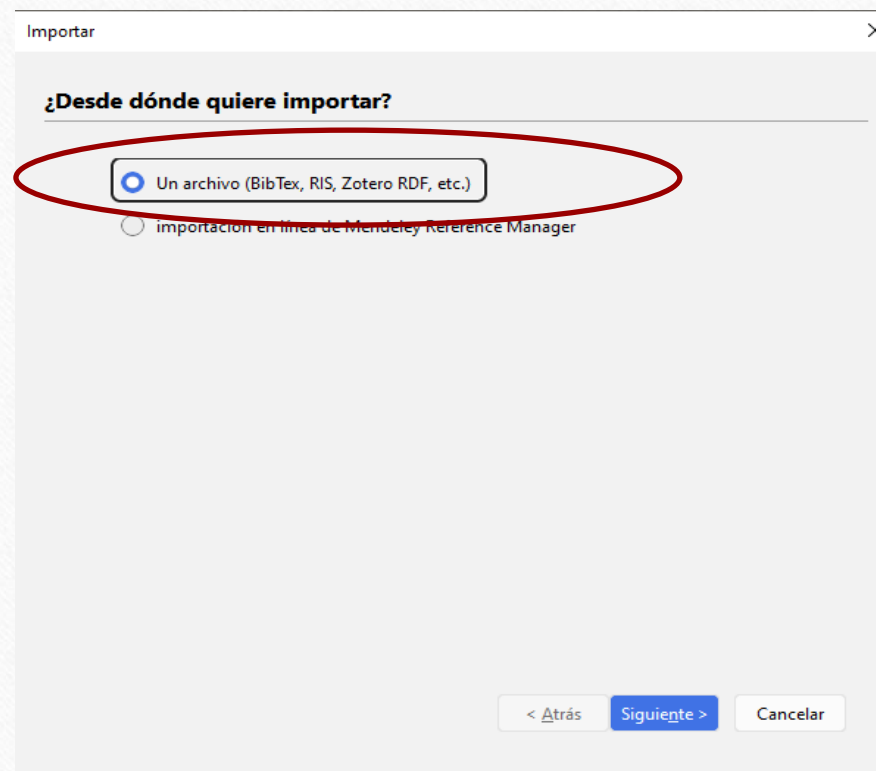 Importar
¿Desde dónde quiere importar?
Un archivo (BibTex, RIS, Zotero RDF, etc.)
importación en línea de Mendeley Reference Manager
< Atrás Siguiente > Cancelar